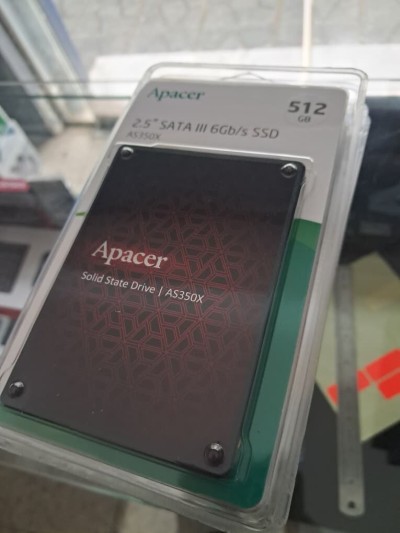 Apacer
512
GB
2.5" SATA III 6Gb/s SSD
AS350X
Apacer
Solid State Drive | AS350X